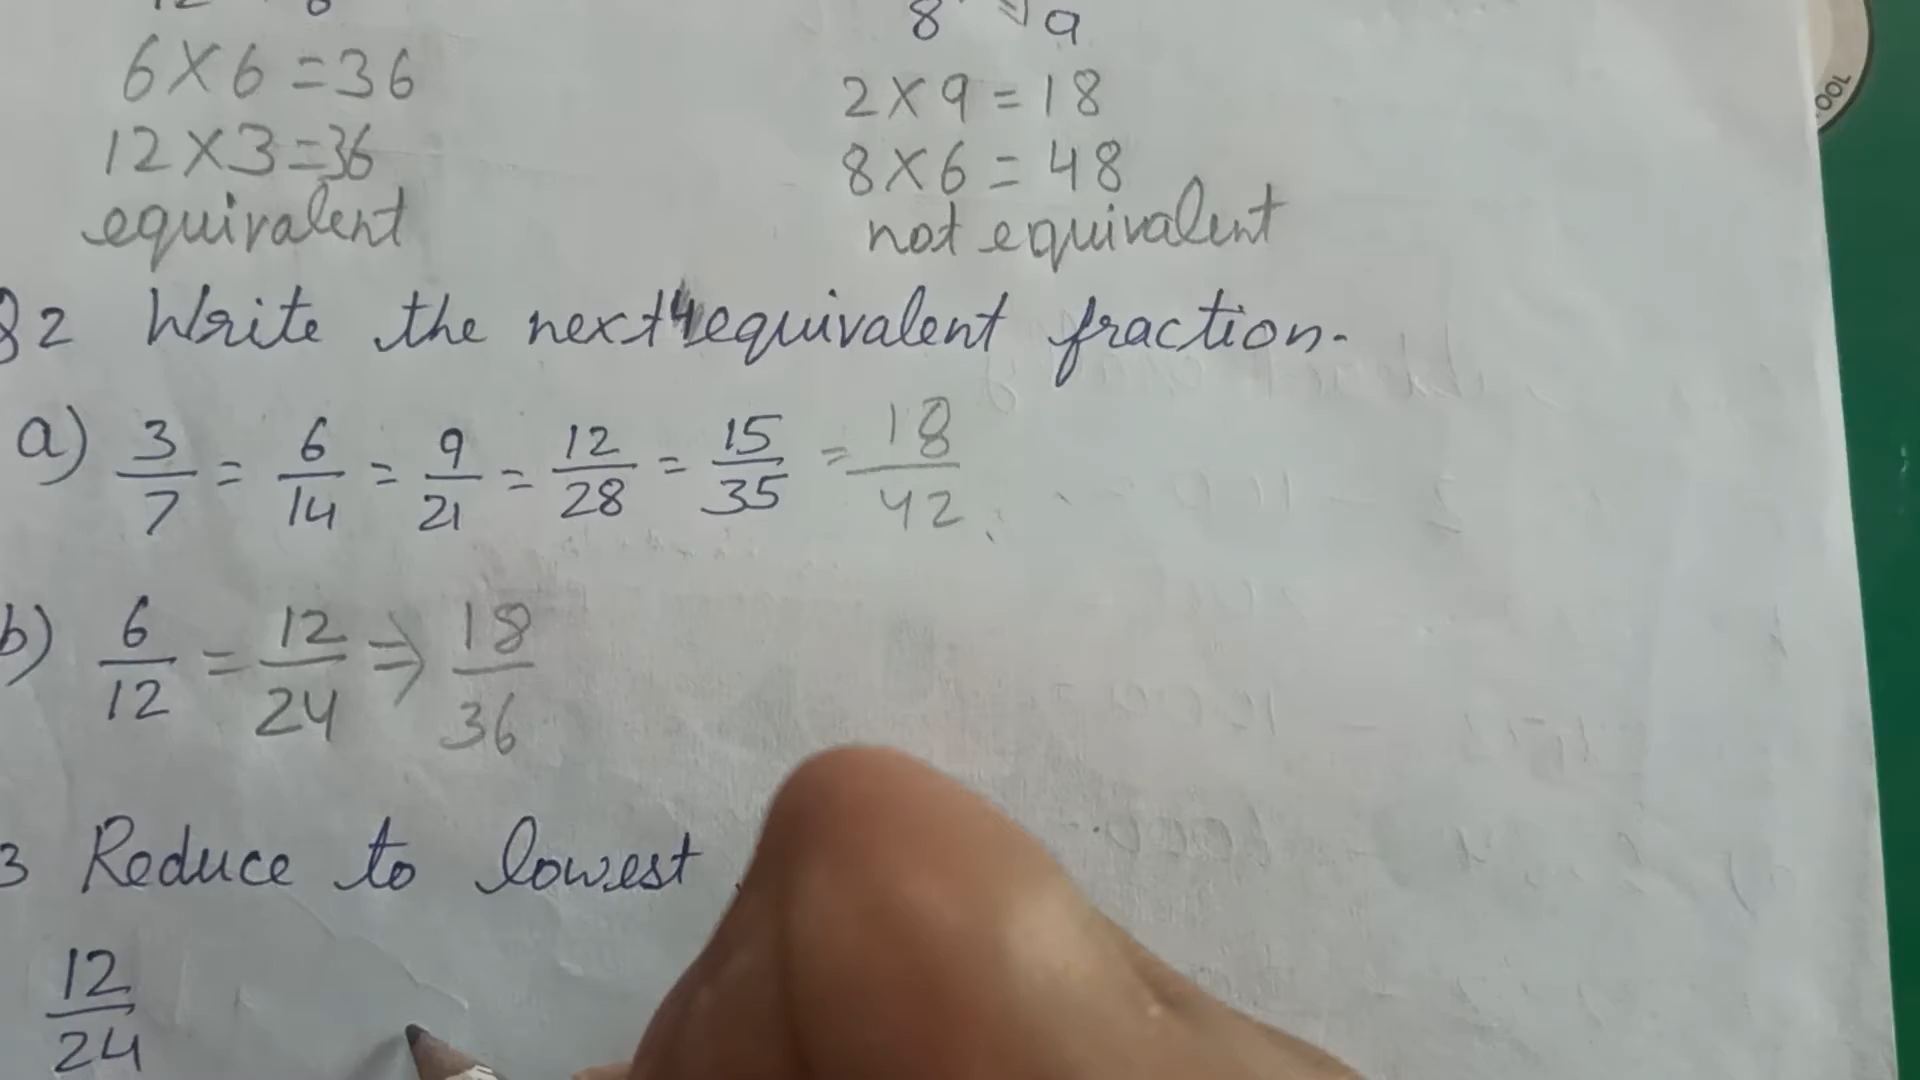 8 9
6 X 6 = 36
2 X 9 = 18
12 X 3 = 36
8 X 6 = 48
equivalent
not equivalent
2 Write the next 4 equivalent fraction.
a) 3/7 = 6/14 = 9/21 = 12/28 = 15/35 = 18/42
b) 6/12 = 12/24 ⇒ 18/36
3 Reduce to lowest
12/24